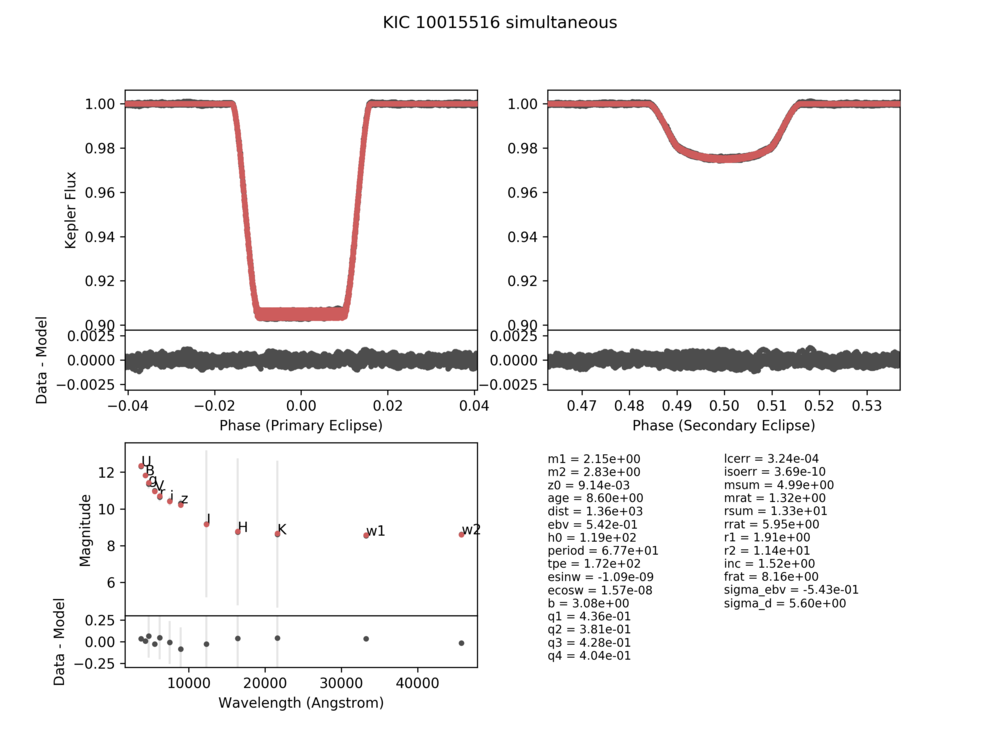 KIC 10015516 simultaneous
Kepler Flux
1.00
0.98
0.96
0.94
0.92
0.90
Data - Model
0.0025
0.0000
−0.0025
−0.04
−0.02
0.00
0.02
0.04
Phase (Primary Eclipse)
1.00
0.98
0.96
0.94
0.92
0.90
0.0025
0.0000
−0.0025
0.47
0.48
0.49
0.50
0.51
0.52
0.53
Phase (Secondary Eclipse)
Magnitude
12
10
8
6
U
B
g
V
r
i
z
J
H
K
w1
w2
Data - Model
0.25
0.00
−0.25
10000
20000
30000
40000
Wavelength (Angstrom)
m1 = 2.15e+00
m2 = 2.83e+00
z0 = 9.14e-03
age = 8.60e+00
dist = 1.36e+03
ebv = 5.42e-01
h0 = 1.19e+02
period = 6.77e+01
tpe = 1.72e+02
esinw = -1.09e-09
ecosw = 1.57e-08
b = 3.08e+00
q1 = 4.36e-01
q2 = 3.81e-01
q3 = 4.28e-01
q4 = 4.04e-01
lcerr = 3.24e-04
isoerr = 3.69e-10
msum = 4.99e+00
mrat = 1.32e+00
rsum = 1.33e+01
rrat = 5.95e+00
r1 = 1.91e+00
r2 = 1.14e+01
inc = 1.52e+00
frat = 8.16e+00
sigma_ebv = -5.43e-01
sigma_d = 5.60e+00